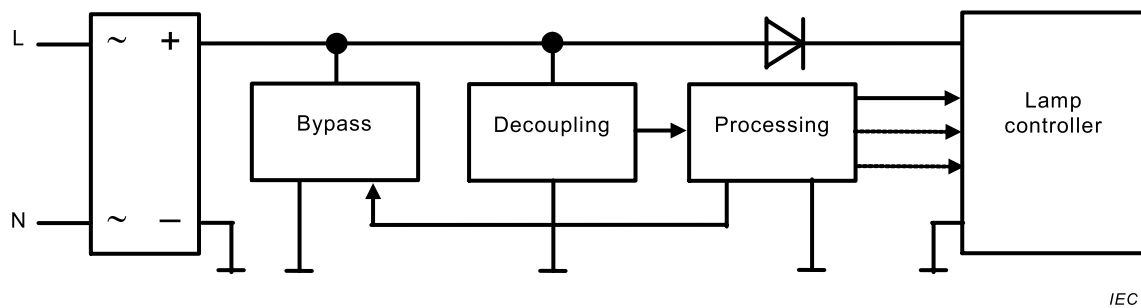 L
~ +
Bypass
Decoupling
Processing
Lamp
controller
N
~ −
IEC